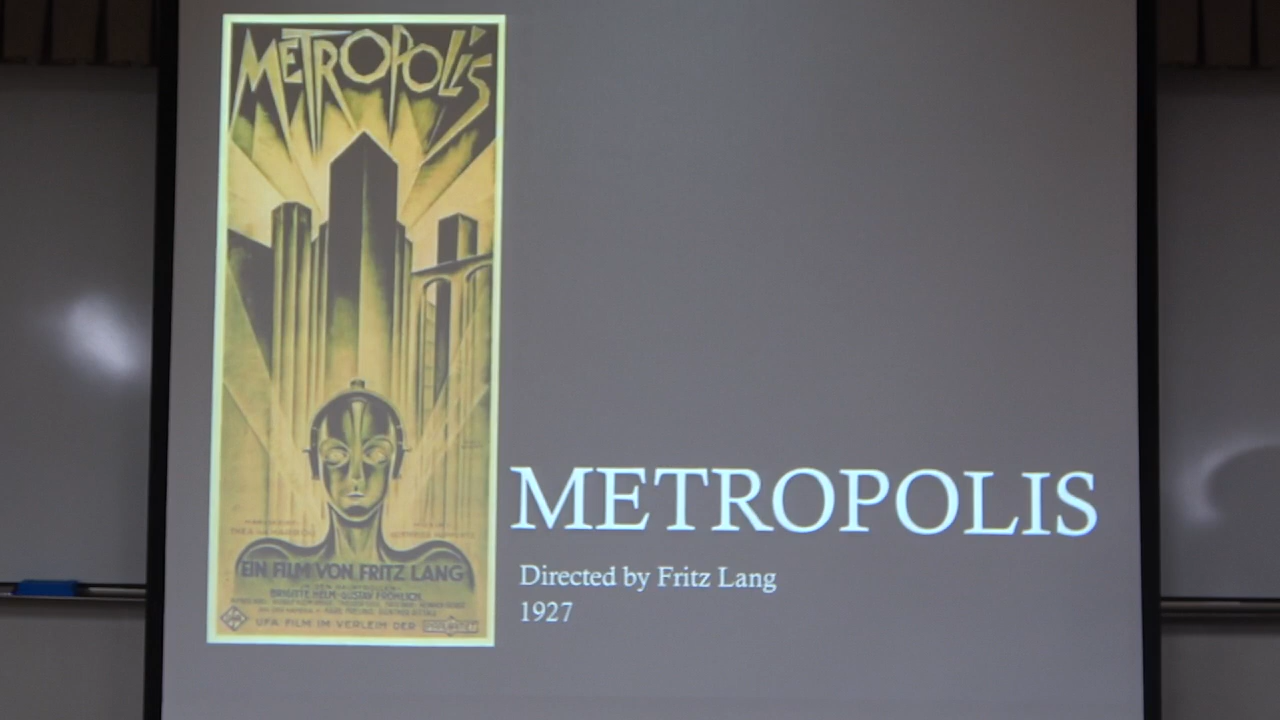 METROPOLIS
EIN FILM VON FRITZ LANG
BRIGITTE HELM - GUSTAV FRÖHLICH
UFA FILM IM VERLEIH DER
METROPOLIS
Directed by Fritz Lang
1927